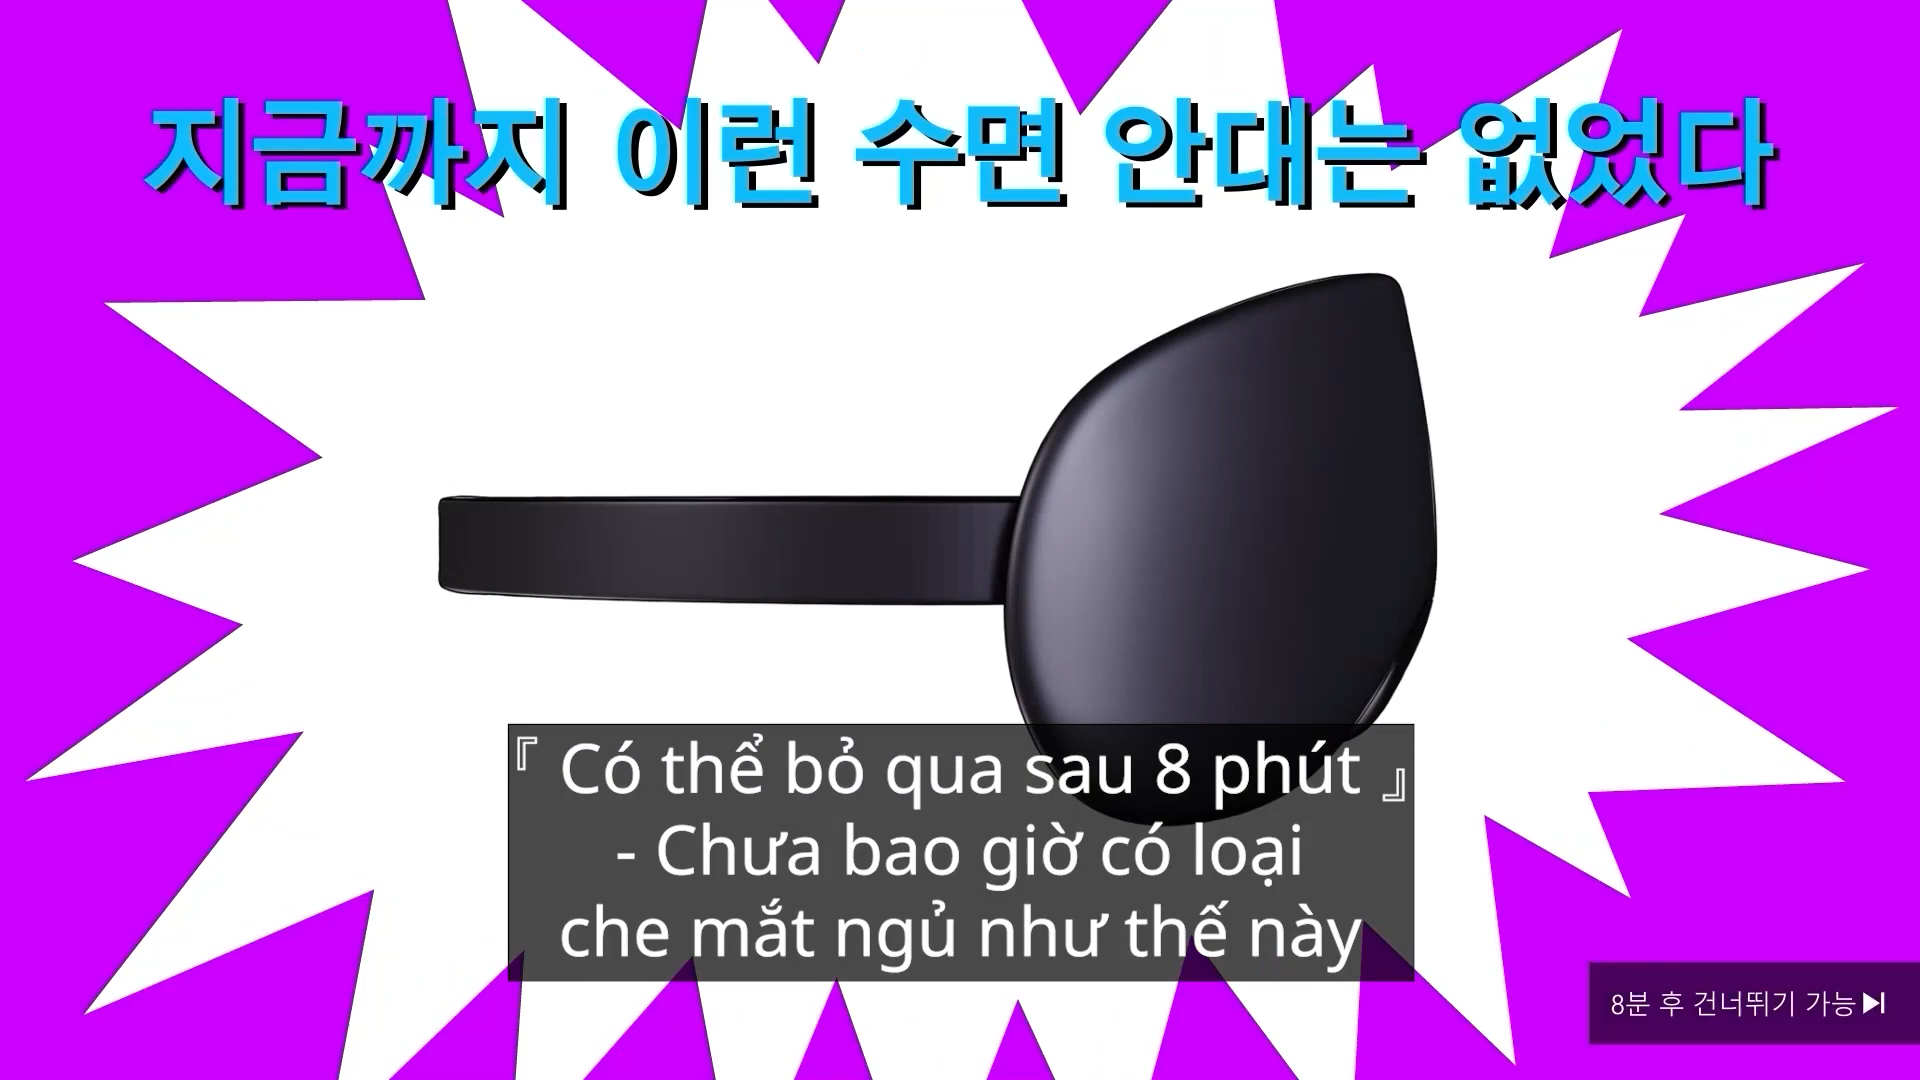 지금까지 이런 수면 안대는 없었다
『 Có thể bỏ qua sau 8 phút 』
- Chưa bao giờ có loại
che mắt ngủ như thế này
8분 후 건너뛰기 가능